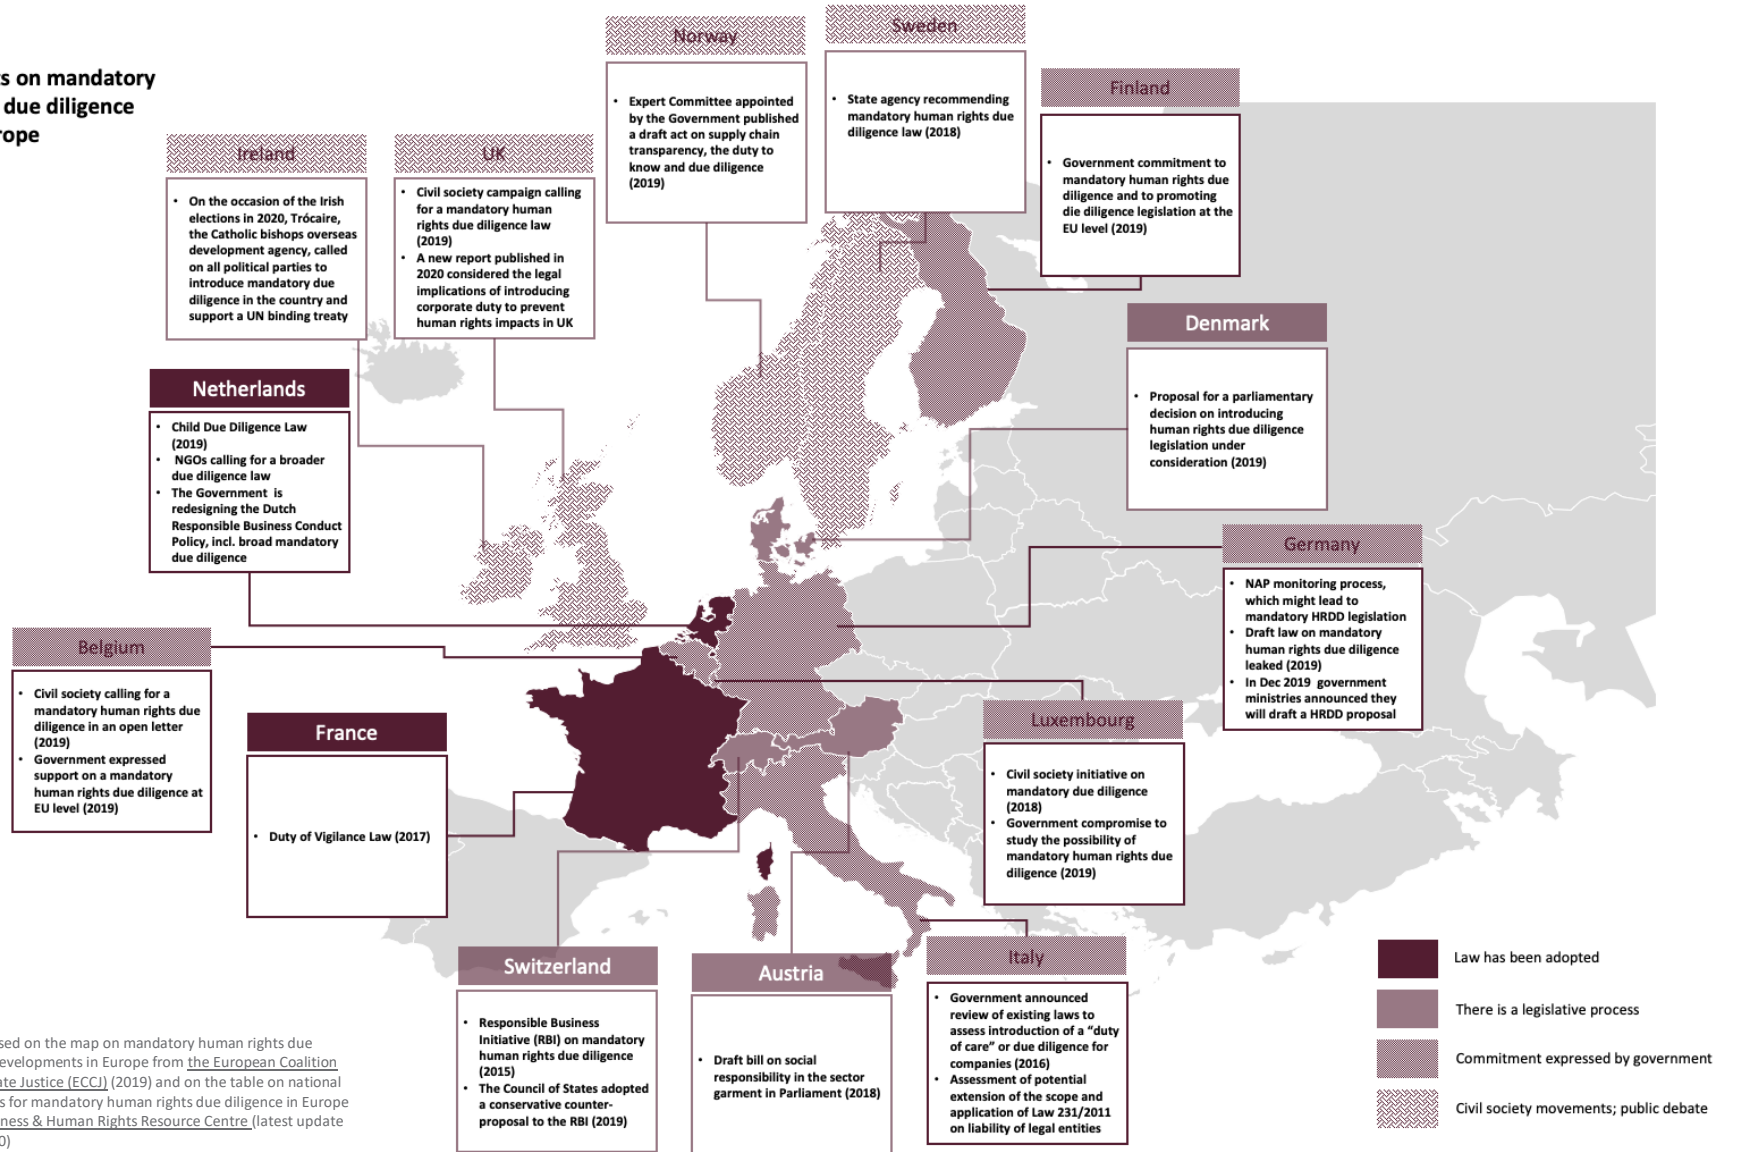 ts on mandatory
due diligence
rope
Norway
• Expert Committee appointed
by the Government published
a draft act on supply chain
transparency, the duty to
know and due diligence
(2019)
Sweden
• State agency recommending
mandatory human rights due
diligence law (2018)
Finland
• Government commitment to
mandatory human rights due
diligence and to promoting
die diligence legislation at the
EU level (2019)
Ireland
• On the occasion of the Irish
elections in 2020, Trócaire,
the Catholic bishops overseas
development agency, called
on all political parties to
introduce mandatory due
diligence in the country and
support a UN binding treaty
UK
• Civil society campaign calling
for a mandatory human
rights due diligence law
(2019)
• A new report published in
2020 considered the legal
implications of introducing
corporate duty to prevent
human rights impacts in UK
Denmark
• Proposal for a parliamentary
decision on introducing
human rights due diligence
legislation under
consideration (2019)
Netherlands
• Child Due Diligence Law
(2019)
• NGOs calling for a broader
due diligence law
• The Government is
redesigning the Dutch
Responsible Business Conduct
Policy, incl. broad mandatory
due diligence
Germany
• NAP monitoring process,
which might lead to
mandatory HRDD legislation
• Draft law on mandatory
human rights due diligence
leaked (2019)
• In Dec 2019 government
ministries announced they
will draft a HRDD proposal
Belgium
• Civil society calling for a
mandatory human rights due
diligence in an open letter
(2019)
• Government expressed
support on a mandatory
human rights due diligence at
EU level (2019)
France
• Duty of Vigilance Law (2017)
Luxembourg
• Civil society initiative on
mandatory due diligence
(2018)
• Government compromise to
study the possibility of
mandatory human rights due
diligence (2019)
Switzerland
• Responsible Business
Initiative (RBI) on mandatory
human rights due diligence
(2015)
• The Council of States adopted
a conservative counter-
proposal to the RBI (2019)
Austria
• Draft bill on social
responsibility in the sector
garment in Parliament (2018)
Italy
• Government announced
review of existing laws to
assess introduction of a “duty
of care” or due diligence for
companies (2016)
• Assessment of potential
extension of the scope and
application of Law 231/2011
on liability of legal entities
Law has been adopted
There is a legislative process
Commitment expressed by government
Civil society movements; public debate
sed on the map on mandatory human rights due
evelopments in Europe from the European Coalition
ate Justice (ECCJ) (2019) and on the table on national
s for mandatory human rights due diligence in Europe
ness & Human Rights Resource Centre (latest update
0)